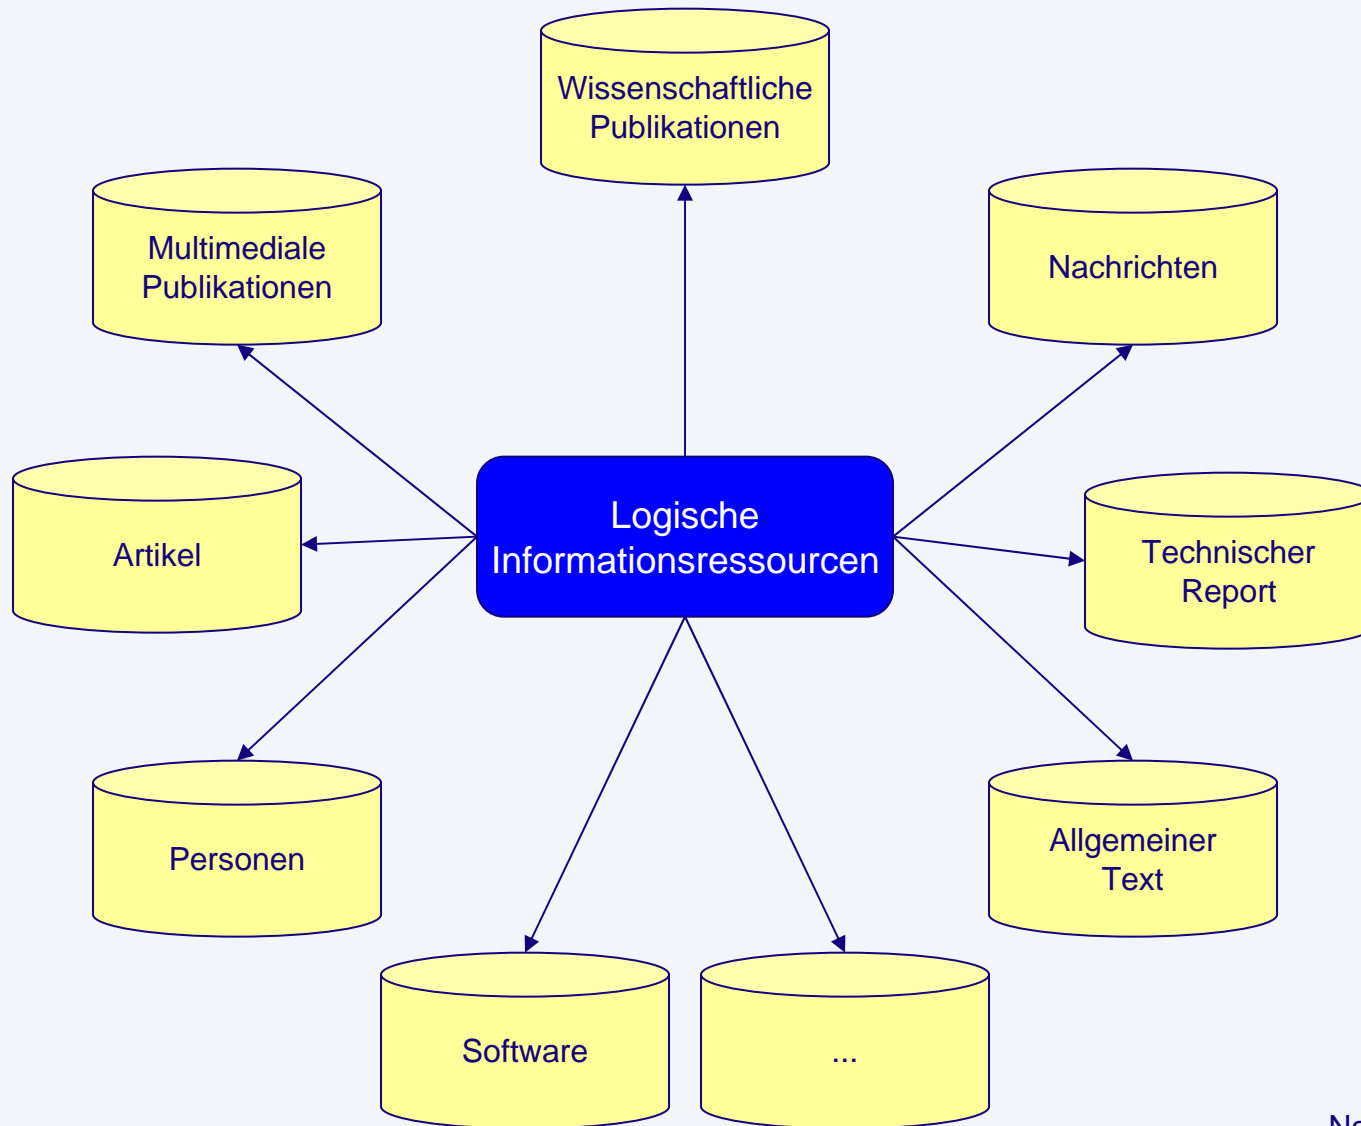 Wissenschaftliche
Publikationen
Multimediale
Publikationen
Nachrichten
Logische
Informationsressourcen
Artikel
Technischer
Report
Personen
Allgemeiner
Text
Software
...